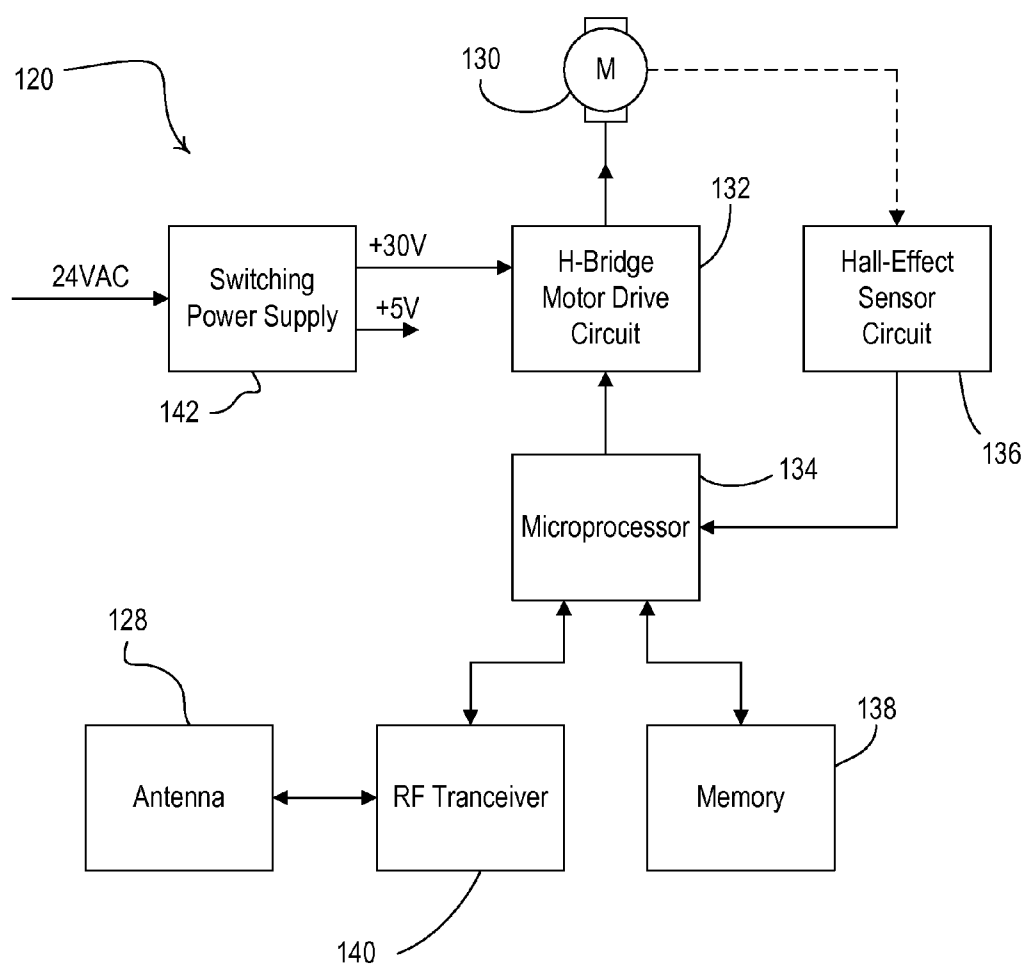 130
M
120
132
24VAC
Switching
Power Supply
+30V
+5V
H-Bridge
Motor Drive
Circuit
Hall-Effect
Sensor
Circuit
142
136
134
Microprocessor
128
138
Antenna
RF Tranceiver
Memory
140